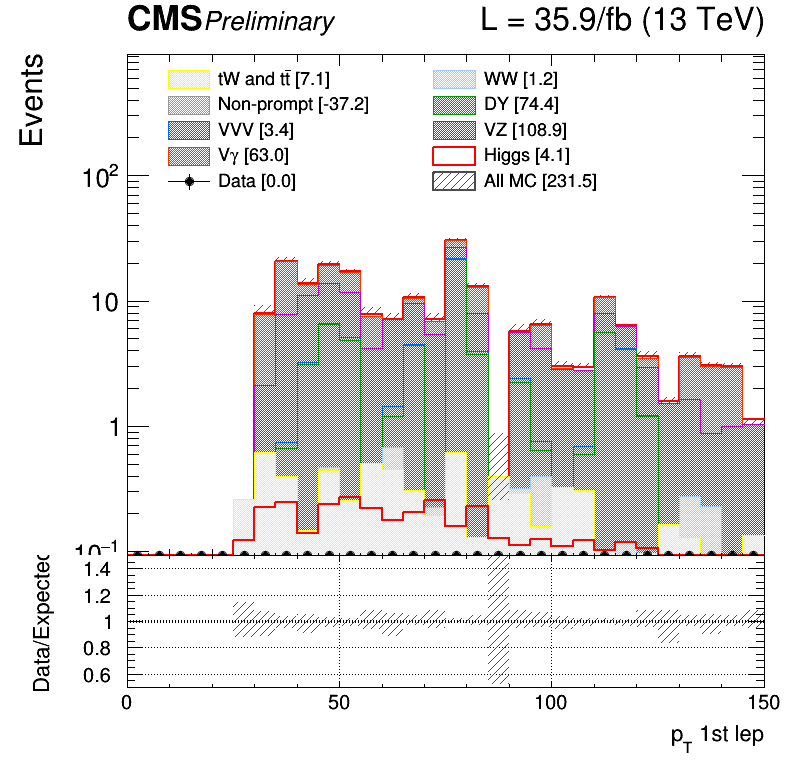 CMS Preliminary L = 35.9/fb (13 TeV)
Events
tW and tt̄ [7.1] WW [1.2]
Non-prompt [-37.2] DY [74.4]
VVV [3.4] VZ [108.9]
Vγ [63.0] Higgs [4.1]
Data [0.0] All MC [231.5]
10²
10
1
10⁻¹
Data/Expected
1.4
1.2
1
0.8
0.6
0 50 100 150
p_T 1st lep